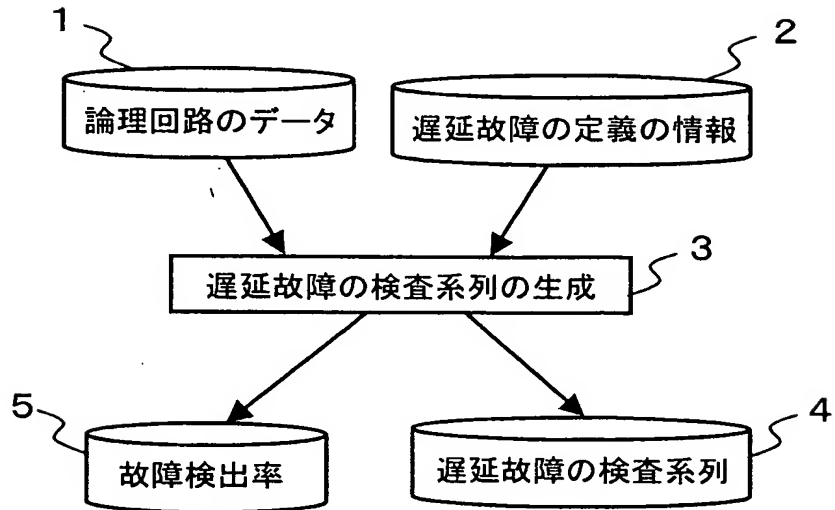 1
2
論理回路のデータ
遅延故障の定義の情報
3
遅延故障の検査系列の生成
5
4
故障検出率
遅延故障の検査系列